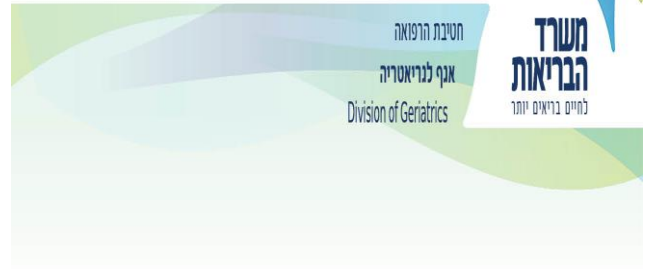 משרד
הבריאות
לחיים בריאים יותר
חטיבת הרפואה
אגף לגריאטריה
Division of Geriatrics